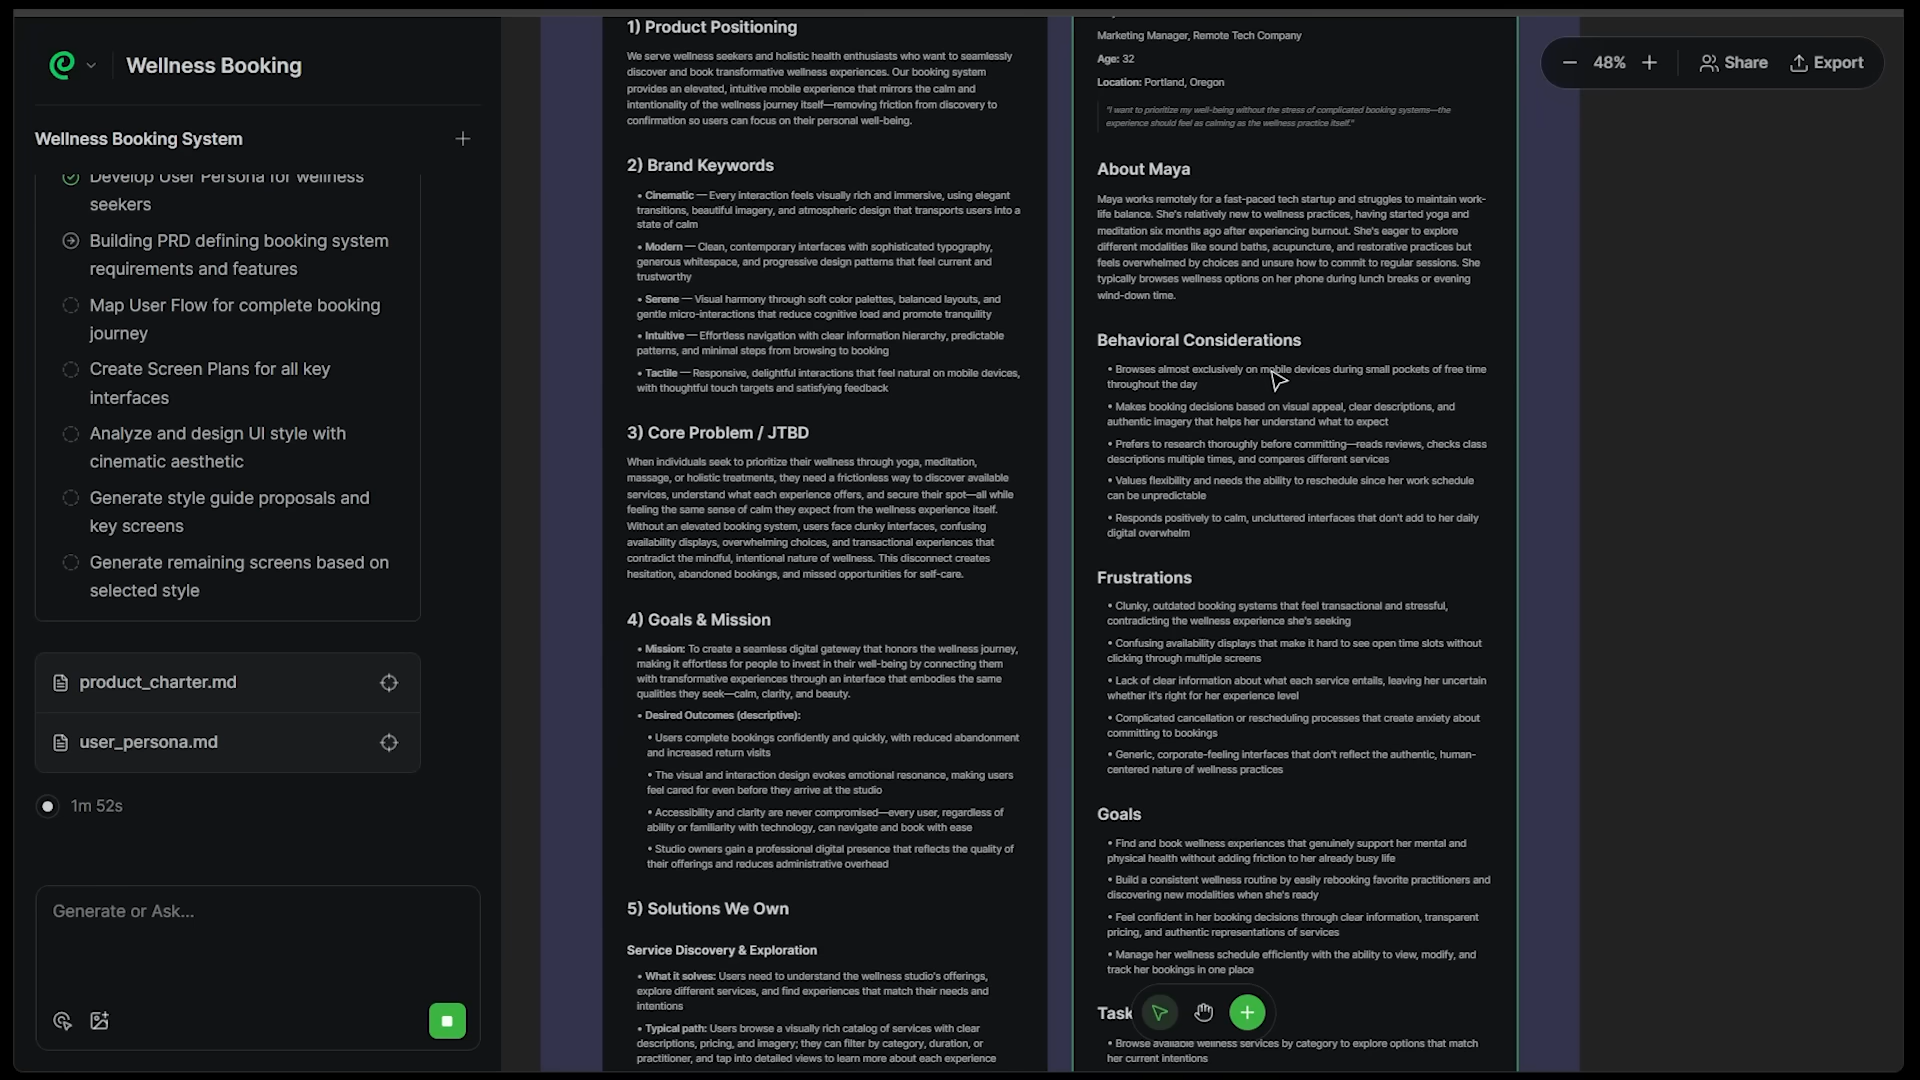 Wellness Booking
Wellness Booking System
Develop User Persona for wellness
seekers
Building PRD defining booking system
requirements and features
Map User Flow for complete booking
journey
Create Screen Plans for all key
interfaces
Analyze and design UI style with
cinematic aesthetic
Generate style guide proposals and
key screens
Generate remaining screens based on
selected style
product_charter.md
user_persona.md
1m 52s
Generate or Ask...
1) Product Positioning
We serve wellness seekers and holistic health enthusiasts who want to seamlessly
discover and book transformative wellness experiences. Our booking system
provides an elevated, intuitive mobile experience that mirrors the calm and
intentionality of the wellness journey itself—removing friction from discovery to
confirmation so users can focus on their personal well-being.
2) Brand Keywords
• Cinematic — Every interaction feels visually rich and immersive, using elegant
transitions, beautiful imagery, and atmospheric design that transports users into a
state of calm
• Modern — Clean, contemporary interfaces with sophisticated typography,
generous whitespace, and progressive design patterns that feel current and
trustworthy
• Serene — Visual harmony through soft color palettes, balanced layouts, and
gentle micro-interactions that reduce cognitive load and promote tranquility
• Intuitive — Effortless navigation with clear information hierarchy, predictable
patterns, and minimal steps from browsing to booking
• Tactile — Responsive, delightful interactions that feel natural on mobile devices,
with thoughtful touch targets and satisfying feedback
3) Core Problem / JTBD
When individuals seek to prioritize their wellness through yoga, meditation,
massage, or holistic treatments, they need a frictionless way to discover available
services, understand what each experience offers, and secure their spot—all while
feeling the same sense of calm they expect from the wellness experience itself.
Without an elevated booking system, users face clunky interfaces, confusing
availability displays, overwhelming choices, and transactional experiences that
contradict the mindful, intentional nature of wellness. This disconnect creates
hesitation, abandoned bookings, and missed opportunities for self-care.
4) Goals & Mission
• Mission: To create a seamless digital gateway that honors the wellness journey,
making it effortless for people to invest in their well-being by connecting them
with transformative experiences through an interface that embodies the same
qualities they seek—calm, clarity, and beauty.
• Desired Outcomes (descriptive):
• Users complete bookings confidently and quickly, with reduced abandonment
and increased return visits
• The visual and interaction design evokes emotional resonance, making users
feel cared for even before they arrive at the studio
• Accessibility and clarity are never compromised—every user, regardless of
ability or familiarity with technology, can navigate and book with ease
• Studio owners gain a professional digital presence that reflects the quality of
their offerings and reduces administrative overhead
5) Solutions We Own
Service Discovery & Exploration
• What it solves: Users need to understand the wellness studio's offerings,
explore different services, and find experiences that match their needs and
intentions
• Typical path: Users browse a visually rich catalog of services with clear
descriptions, pricing, and imagery; they can filter by category, duration, or
practitioner, and tap into detailed views to learn more about each experience
Marketing Manager, Remote Tech Company
Age: 32
Location: Portland, Oregon
"I want to prioritize my well-being without the stress of complicated booking systems—the
experience should feel as calming as the wellness practice itself."
About Maya
Maya works remotely for a fast-paced tech startup and struggles to maintain work-
life balance. She's relatively new to wellness practices, having started yoga and
meditation six months ago after experiencing burnout. She's eager to explore
different modalities like sound baths, acupuncture, and restorative practices but
feels overwhelmed by choices and unsure how to commit to regular sessions. She
typically browses wellness options on her phone during lunch breaks or evening
wind-down time.
Behavioral Considerations
• Browses almost exclusively on mobile devices during small pockets of free time
throughout the day
• Makes booking decisions based on visual appeal, clear descriptions, and
authentic imagery that helps her understand what to expect
• Prefers to research thoroughly before committing—reads reviews, checks class
descriptions multiple times, and compares different services
• Values flexibility and needs the ability to reschedule since her work schedule
can be unpredictable
• Responds positively to calm, uncluttered interfaces that don't add to her daily
digital overwhelm
Frustrations
• Clunky, outdated booking systems that feel transactional and stressful,
contradicting the wellness experience she's seeking
• Confusing availability displays that make it hard to see open time slots without
clicking through multiple screens
• Lack of clear information about what each service entails, leaving her uncertain
whether it's right for her experience level
• Complicated cancellation or rescheduling processes that create anxiety about
committing to bookings
• Generic, corporate-feeling interfaces that don't reflect the authentic, human-
centered nature of wellness practices
Goals
• Find and book wellness experiences that genuinely support her mental and
physical health without adding friction to her already busy life
• Build a consistent wellness routine by easily rebooking favorite practitioners and
discovering new modalities when she's ready
• Feel confident in her booking decisions through clear information, transparent
pricing, and authentic representations of services
• Manage her wellness schedule efficiently with the ability to view, modify, and
track her bookings in one place
Task
• Browse available wellness services by category to explore options that match
her current intentions
48%
Share
Export